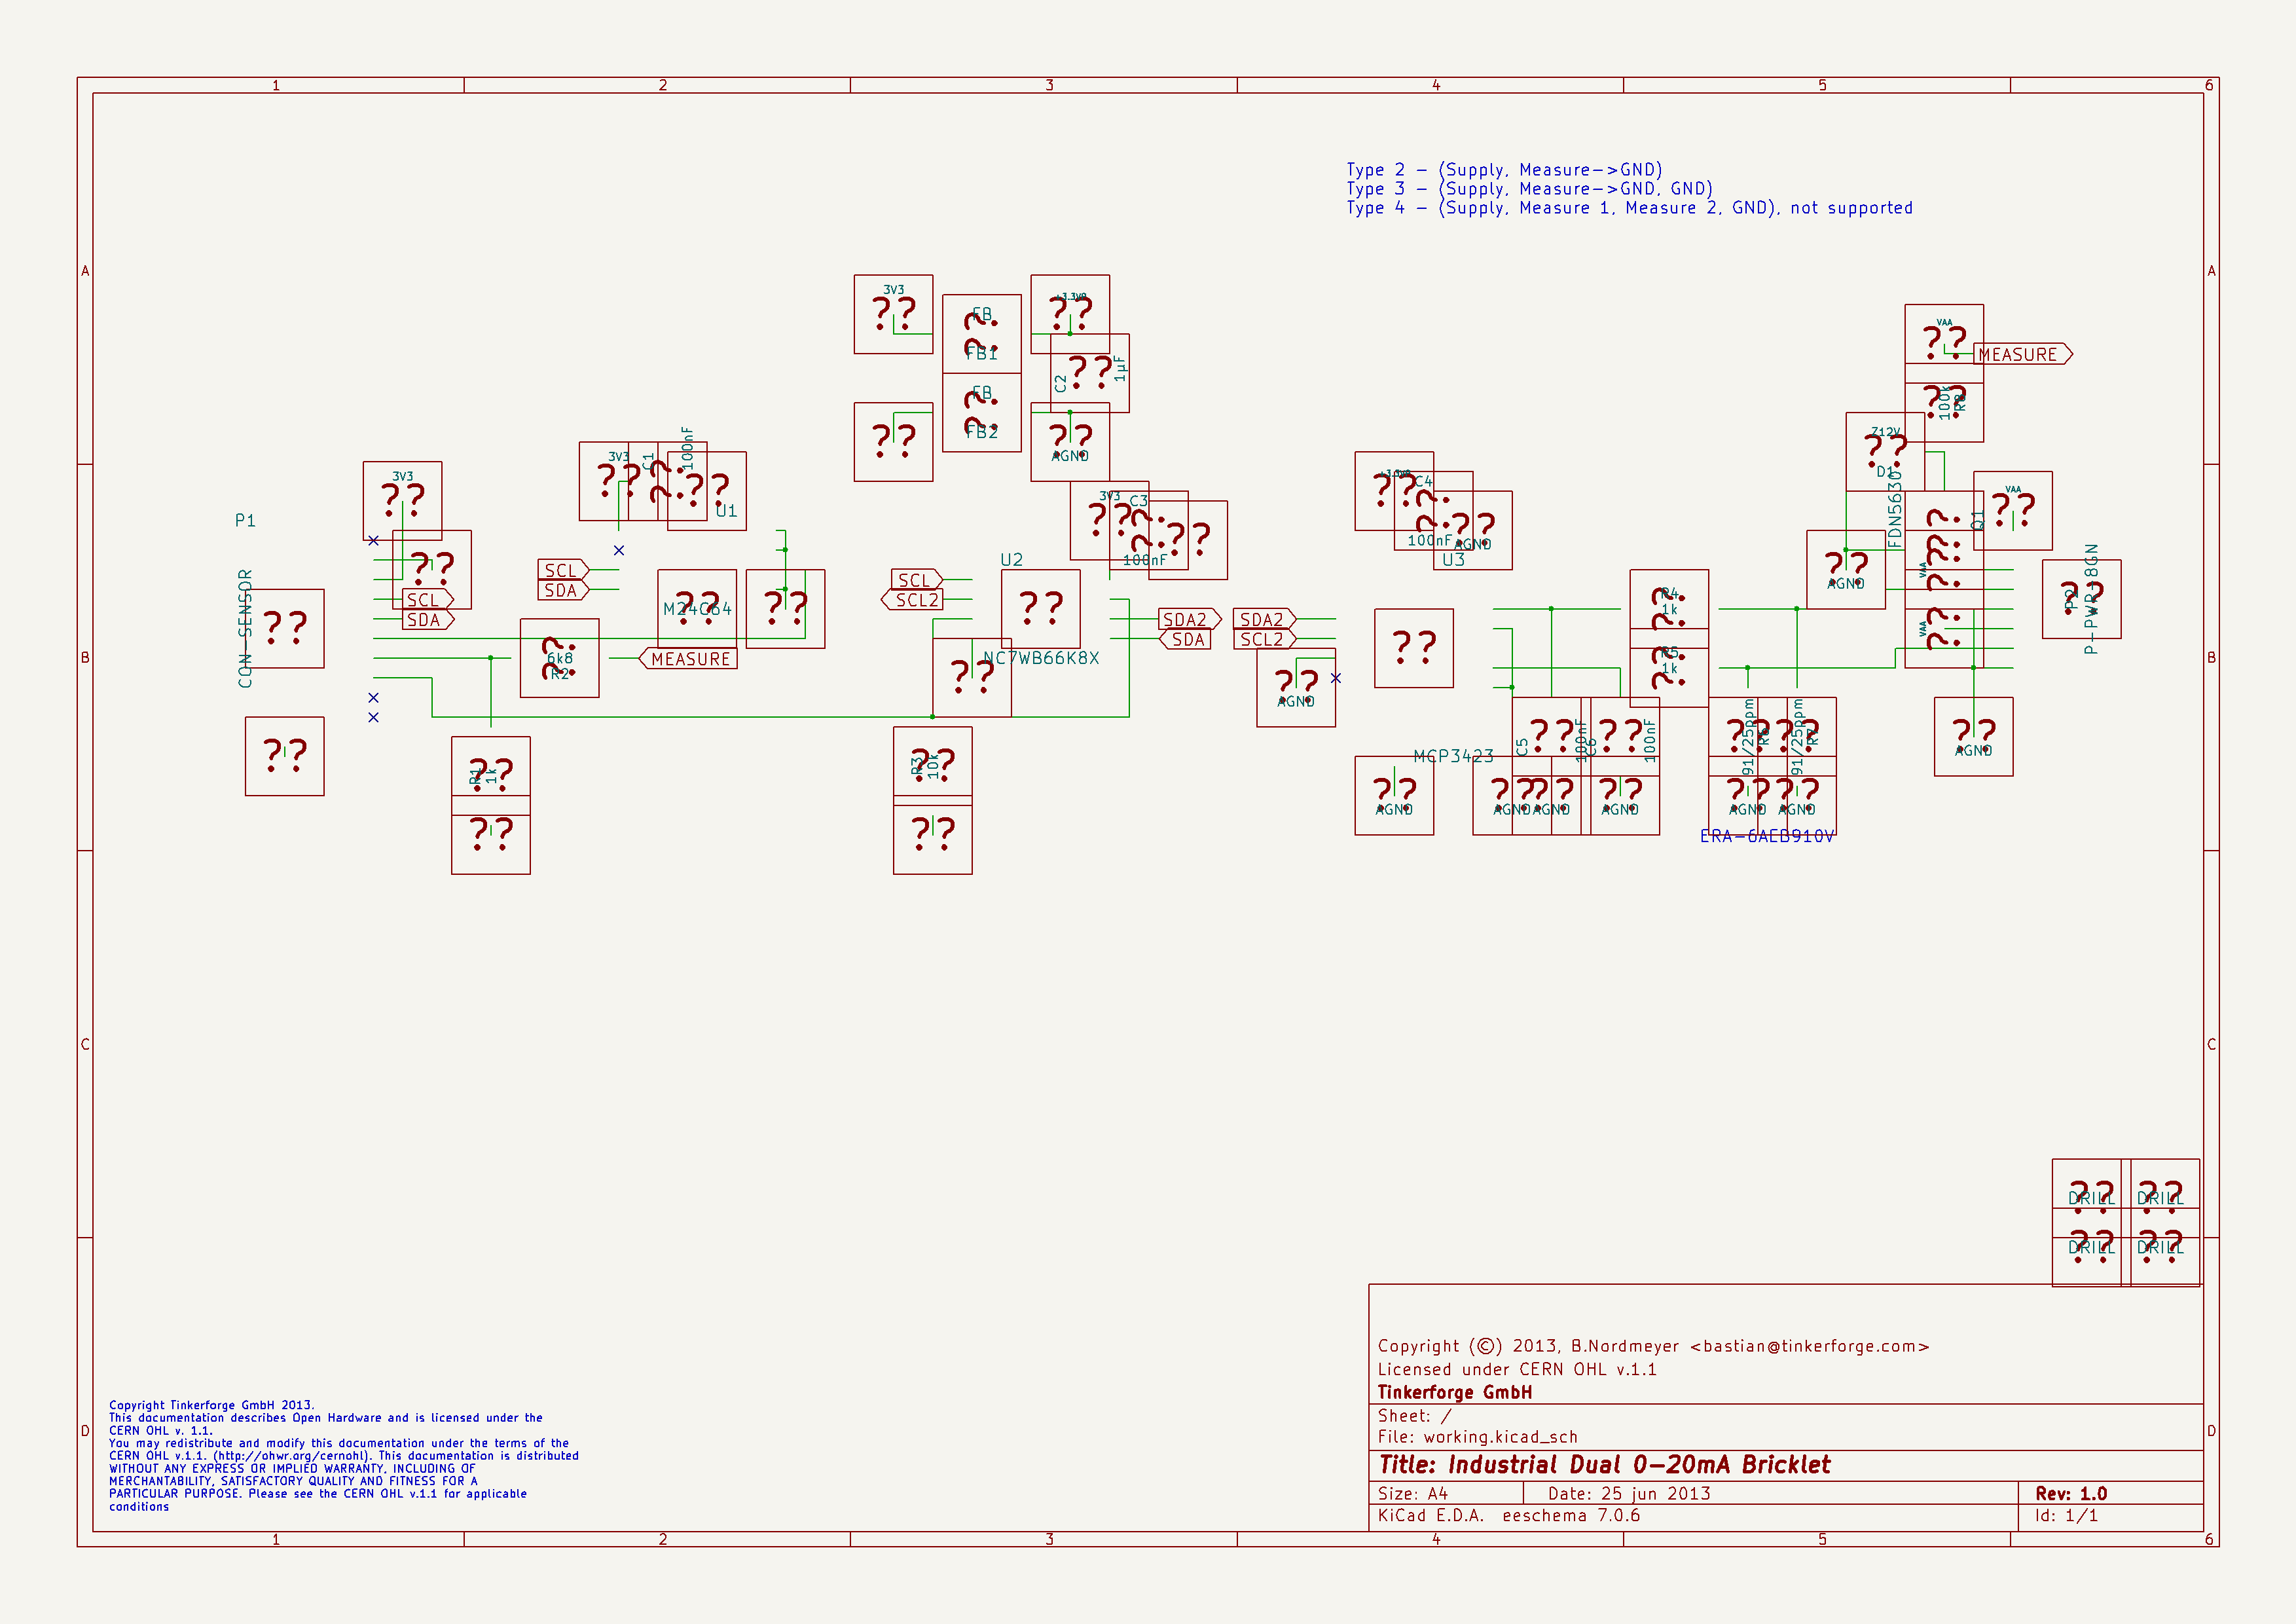 1 2 3 4 5 6
Type 2 - (Supply, Measure->GND)
Type 3 - (Supply, Measure->GND, GND)
Type 4 - (Supply, Measure 1, Measure 2, GND), not supported
A A
3V3
??
FB
??
FB1
+3.3VP
??
C2
??
1µF
FB
??
FB2
??
??
AGND
VAA
??
MEASURE
100k
??
R8
Z12V
??
D1
3V3
??
3V3
??
C1
??
100nF
??
U1
P1
CON-SENSOR
??
??
SCL
SDA
SCL
SDA
M24C64
??
??
6k8
??
R2
MEASURE
??
R1
??
1k
??
3V3
??
C3
??
100nF
??
U2
SCL
SCL2
??
NC7WB66K8X
SDA2
SDA
??
R3
??
10k
??
??
C4
??
100nF
??
AGND
U3
SDA2
SCL2
??
AGND
??
MCP3423
??
AGND
R4
1k
??
R5
1k
??
C5
??
100nF
C6
??
100nF
??
AGND
??
AGND
??
AGND
91/25ppm
??
R6
91/25ppm
??
R7
??
AGND
??
AGND
ERA-6AEB910V
FDN5630
??
Q1
VAA
??
??
AGND
VAA
??
VAA
??
P2
??
P-PWR-8GN
??
AGND
B B
C C
??
DRILL
??
DRILL
??
DRILL
??
DRILL
D D
Copyright Tinkerforge GmbH 2013.
This documentation describes Open Hardware and is licensed under the
CERN OHL v. 1.1.
You may redistribute and modify this documentation under the terms of the
CERN OHL v.1.1. (http://ohwr.org/cernohl). This documentation is distributed
WITHOUT ANY EXPRESS OR IMPLIED WARRANTY, INCLUDING OF
MERCHANTABILITY, SATISFACTORY QUALITY AND FITNESS FOR A
PARTICULAR PURPOSE. Please see the CERN OHL v.1.1 for applicable
conditions
Copyright (©) 2013, B.Nordmeyer <bastian@tinkerforge.com>
Licensed under CERN OHL v.1.1
Tinkerforge GmbH
Sheet: /
File: working.kicad_sch
Title: Industrial Dual 0-20mA Bricklet
Size: A4 Date: 25 jun 2013 Rev: 1.0
KiCad E.D.A. eeschema 7.0.6 Id: 1/1
1 2 3 4 5 6